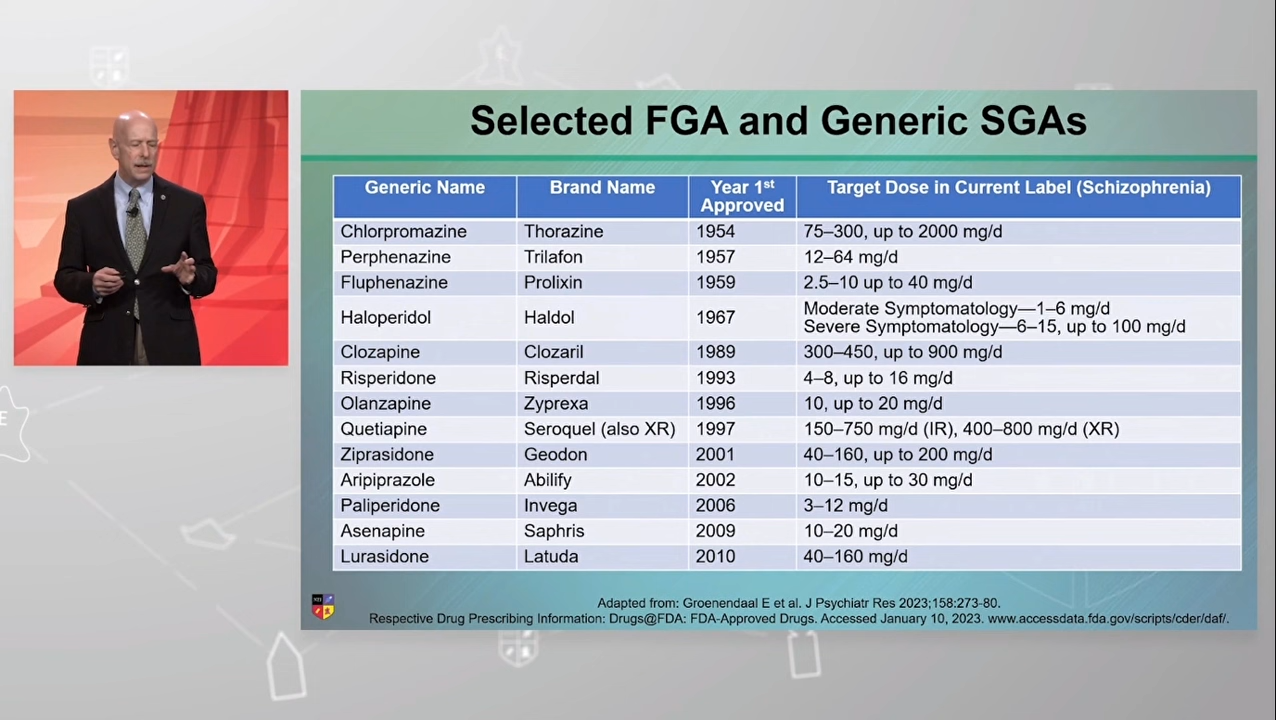 Selected FGA and Generic SGAs
Generic Name Brand Name Year 1st Approved Target Dose in Current Label (Schizophrenia)
Chlorpromazine Thorazine 1954 75–300, up to 2000 mg/d
Perphenazine Trilafon 1957 12–64 mg/d
Fluphenazine Prolixin 1959 2.5–10 up to 40 mg/d
Haloperidol Haldol 1967 Moderate Symptomatology—1–6 mg/d
Severe Symptomatology—6–15, up to 100 mg/d
Clozapine Clozaril 1989 300–450, up to 900 mg/d
Risperidone Risperdal 1993 4–8, up to 16 mg/d
Olanzapine Zyprexa 1996 10, up to 20 mg/d
Quetiapine Seroquel (also XR) 1997 150–750 mg/d (IR), 400–800 mg/d (XR)
Ziprasidone Geodon 2001 40–160, up to 200 mg/d
Aripiprazole Abilify 2002 10–15, up to 30 mg/d
Paliperidone Invega 2006 3–12 mg/d
Asenapine Saphris 2009 10–20 mg/d
Lurasidone Latuda 2010 40–160 mg/d
Adapted from: Groenendaal E et al. J Psychiatr Res 2023;158:273-80.
Respective Drug Prescribing Information: Drugs@FDA: FDA-Approved Drugs. Accessed January 10, 2023. www.accessdata.fda.gov/scripts/cder/daf/.